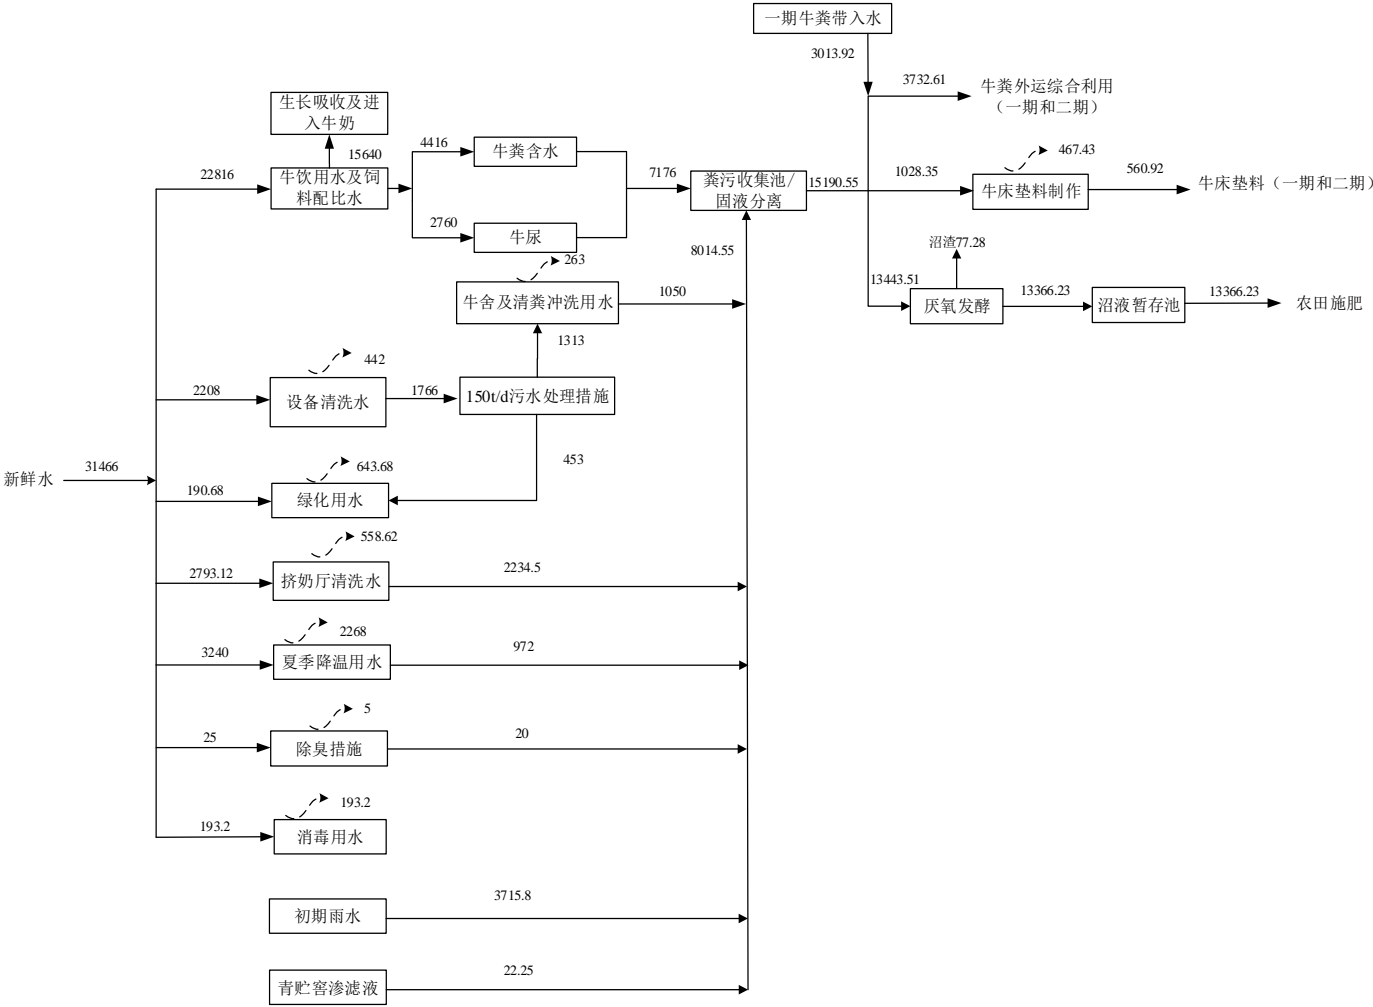 一期牛粪带入水
3013.92
3732.61
牛粪外运综合利用
（一期和二期）
生长吸收及进
入牛奶
15640
22816
牛饮用水及饲
料配比水
4416
牛粪含水
2760
牛尿
7176
粪污收集池/
固液分离
15190.55
1028.35
467.43
牛床垫料制作
560.92
牛床垫料（一期和二期）
8014.55
263
牛舍及清粪冲洗用水
1050
1313
沼渣77.28
13443.51
厌氧发酵
13366.23
沼液暂存池
13366.23
农田施肥
442
2208
设备清洗水
1766
150t/d污水处理措施
453
新鲜水
31466
643.68
190.68
绿化用水
558.62
2793.12
挤奶厅清洗水
2234.5
2268
3240
夏季降温用水
972
5
25
除臭措施
20
193.2
193.2
消毒用水
初期雨水
3715.8
青贮窖渗滤液
22.25